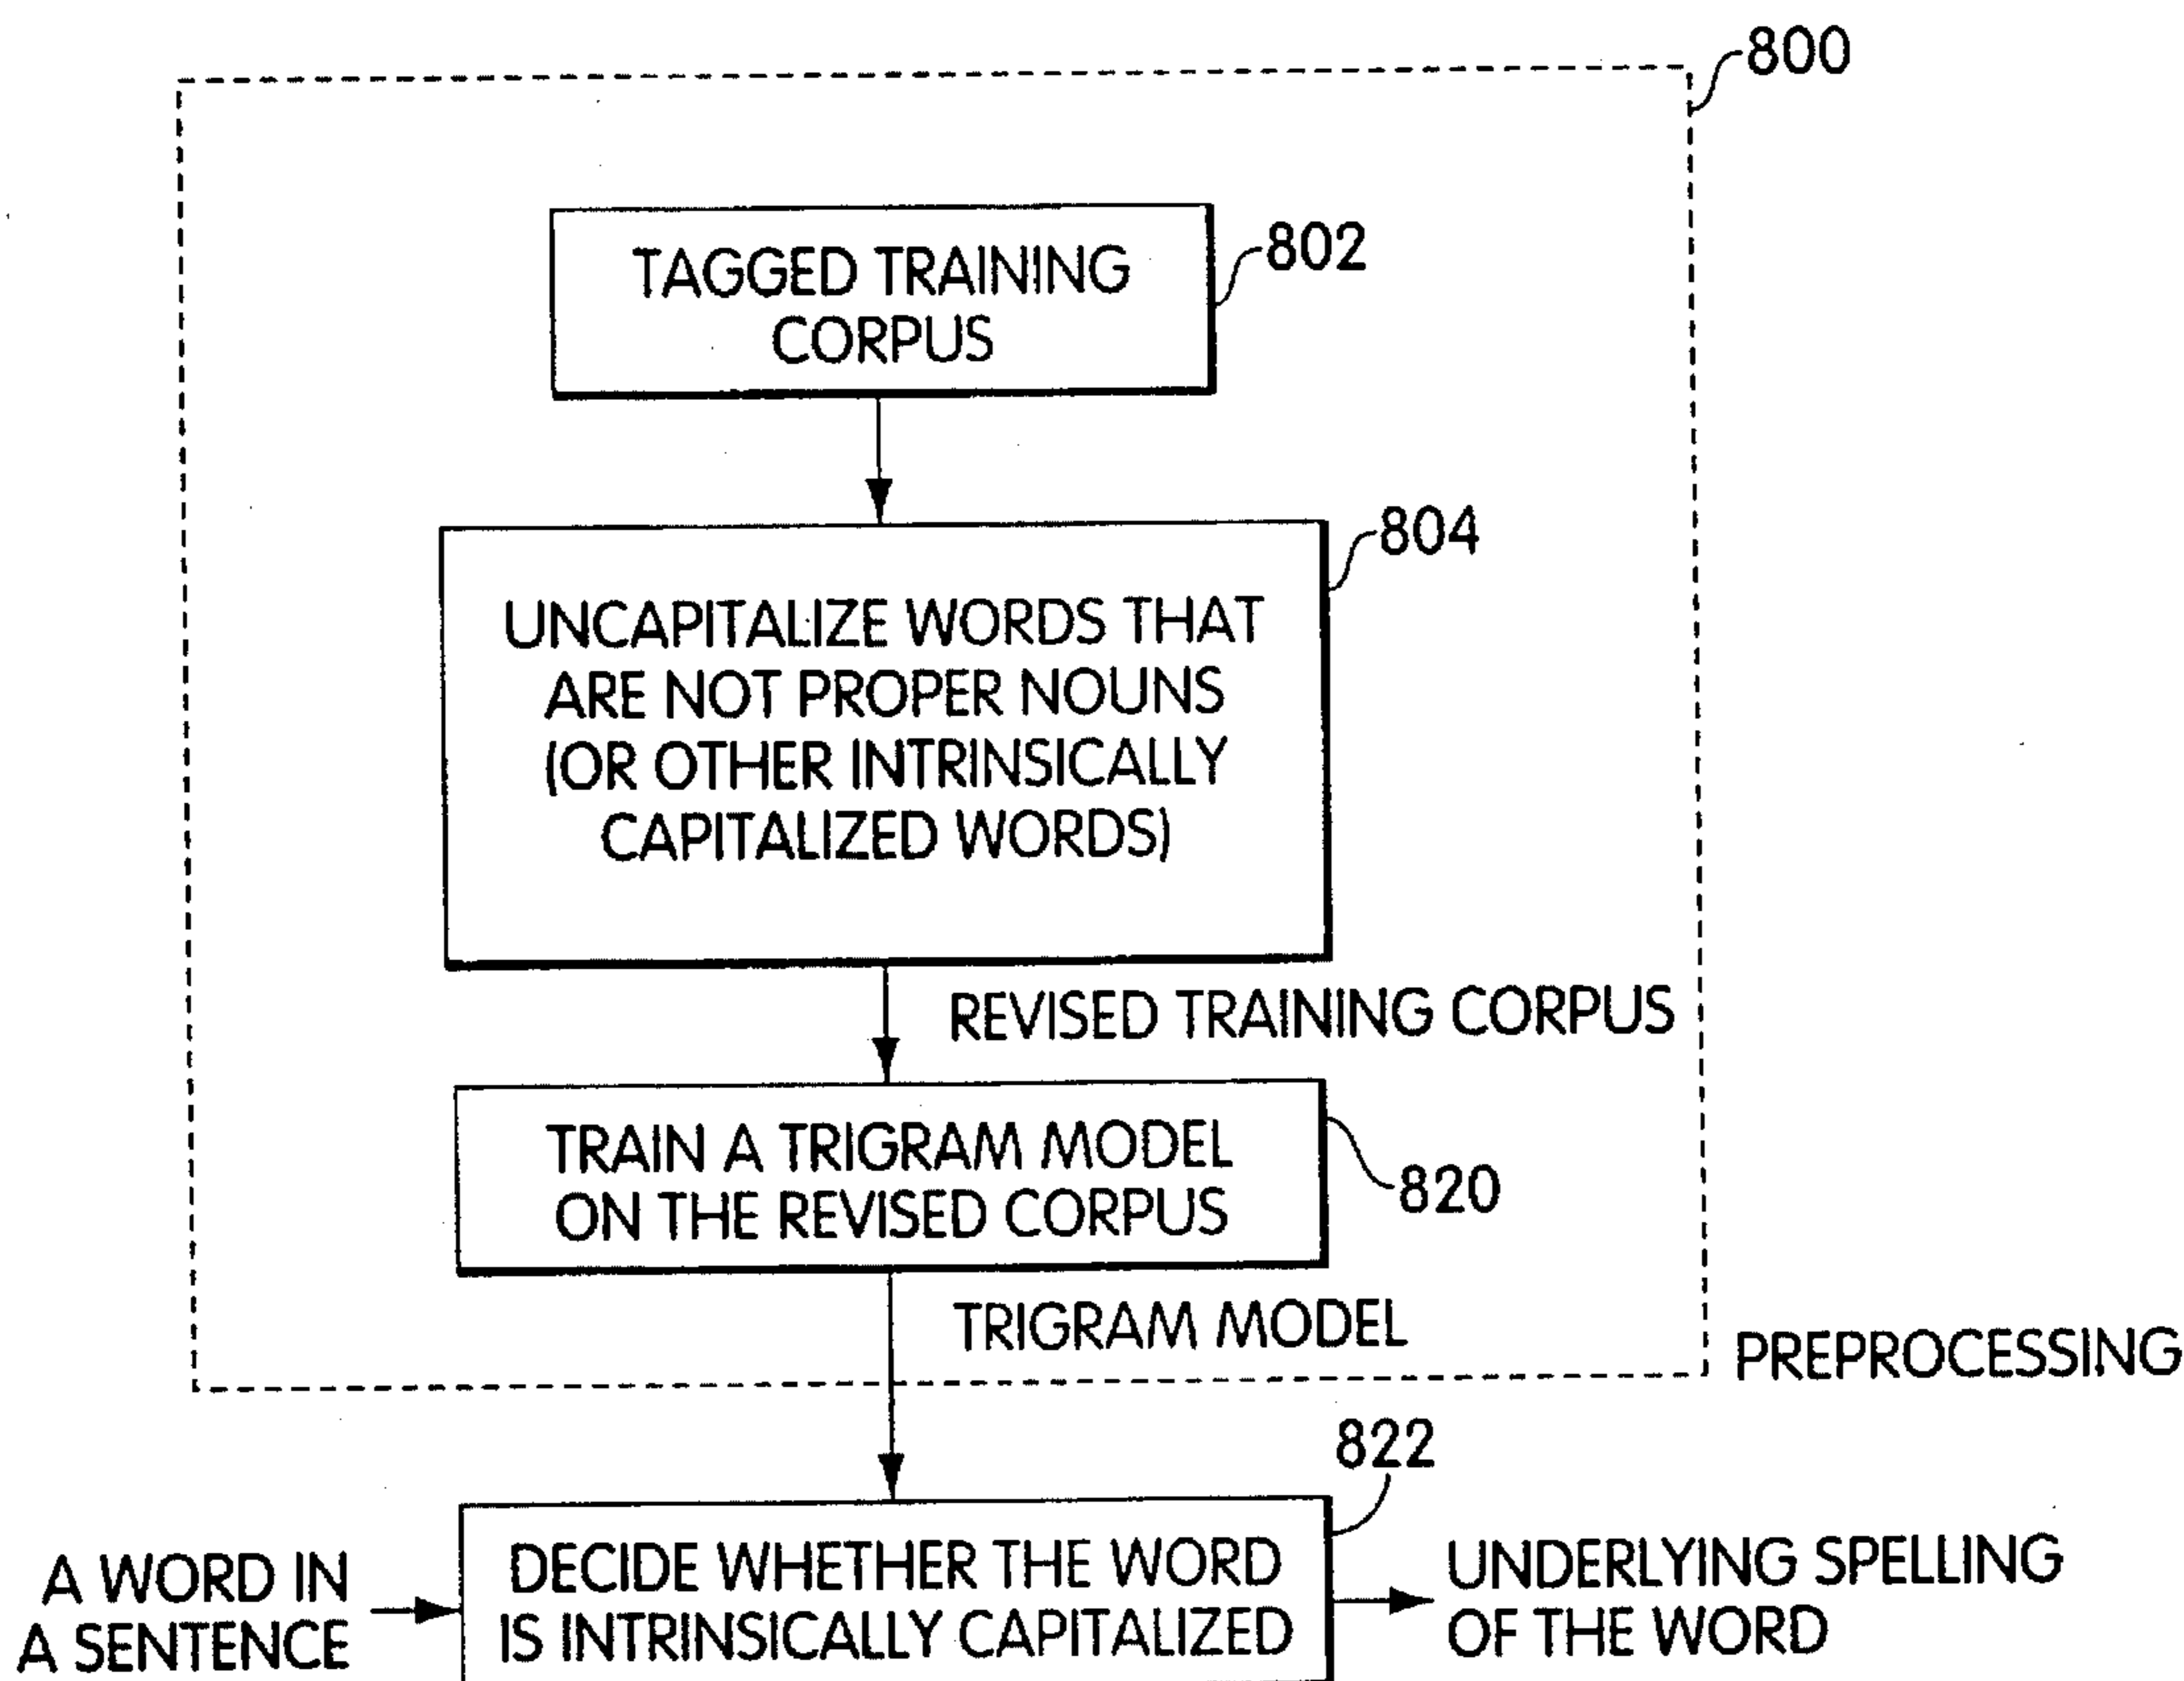 800
TAGGED TRAINING
CORPUS
802
804
UNCAPITALIZE WORDS THAT
ARE NOT PROPER NOUNS
(OR OTHER INTRINSICALLY
CAPITALIZED WORDS)
REVISED TRAINING CORPUS
TRAIN A TRIGRAM MODEL
ON THE REVISED CORPUS
820
TRIGRAM MODEL
PREPROCESSING
822
A WORD IN
A SENTENCE
DECIDE WHETHER THE WORD
IS INTRINSICALLY CAPITALIZED
UNDERLYING SPELLING
OF THE WORD